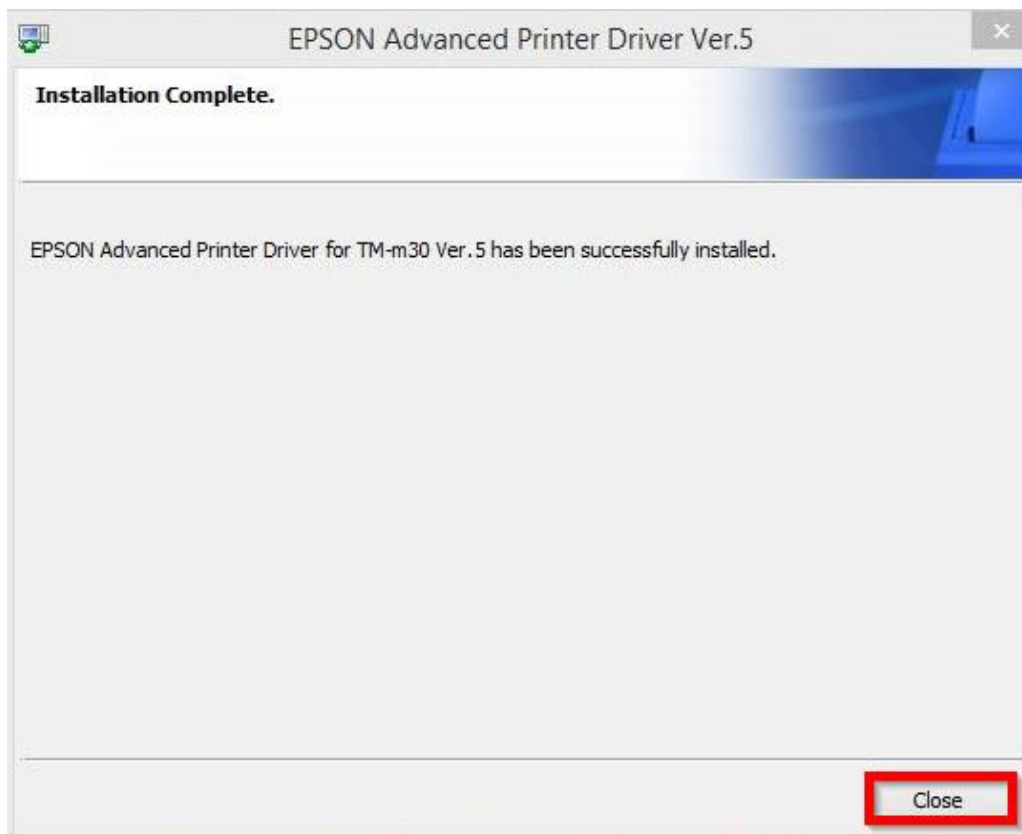 EPSON Advanced Printer Driver Ver.5
Installation Complete.
EPSON Advanced Printer Driver for TM-m30 Ver.5 has been successfully installed.
Close